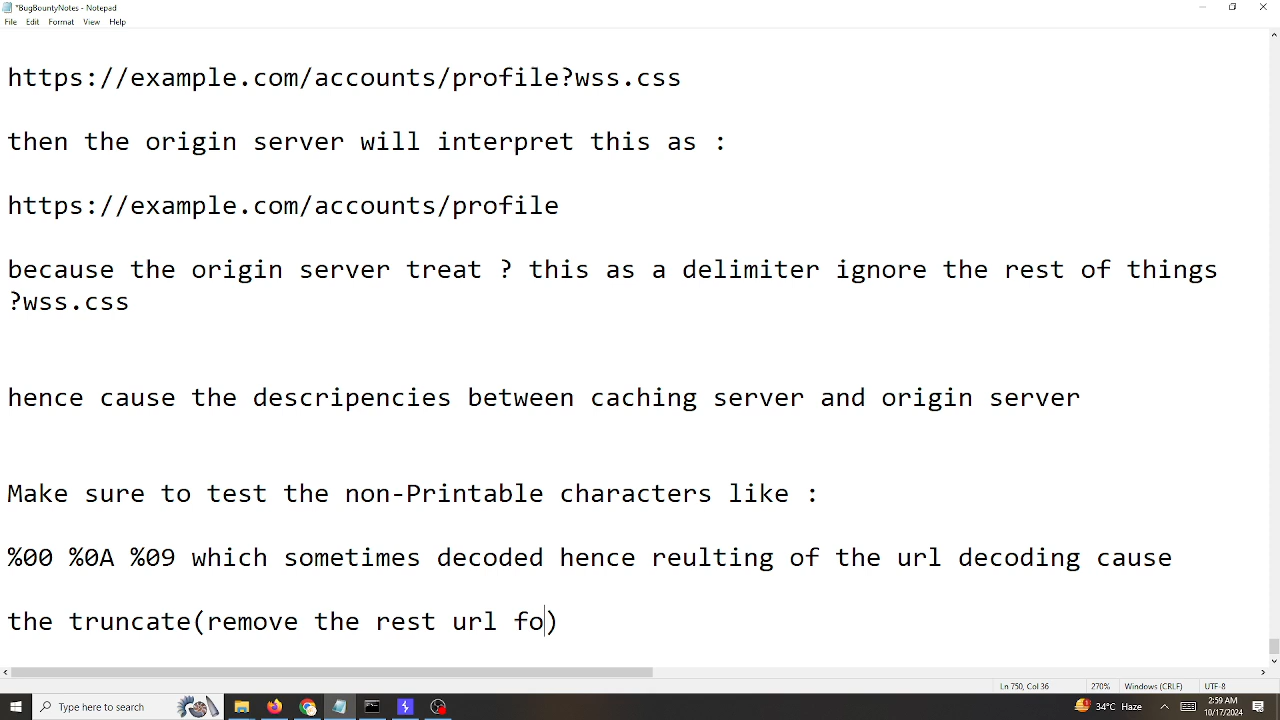 *BugBountyNotes - Notepad
File Edit Format View Help
https://example.com/accounts/profile?wss.css
then the origin server will interpret this as :
https://example.com/accounts/profile
because the origin server treat ? this as a delimiter ignore the rest of things
?wss.css
hence cause the descripencies between caching server and origin server
Make sure to test the non-Printable characters like :
%00 %0A %09 which sometimes decoded hence reulting of the url decoding cause
the truncate(remove the rest url fo)
Ln 750, Col 36 270% Windows (CRLF) UTF-8
Type here to search
34°C Haze
2:59 AM
10/17/2024